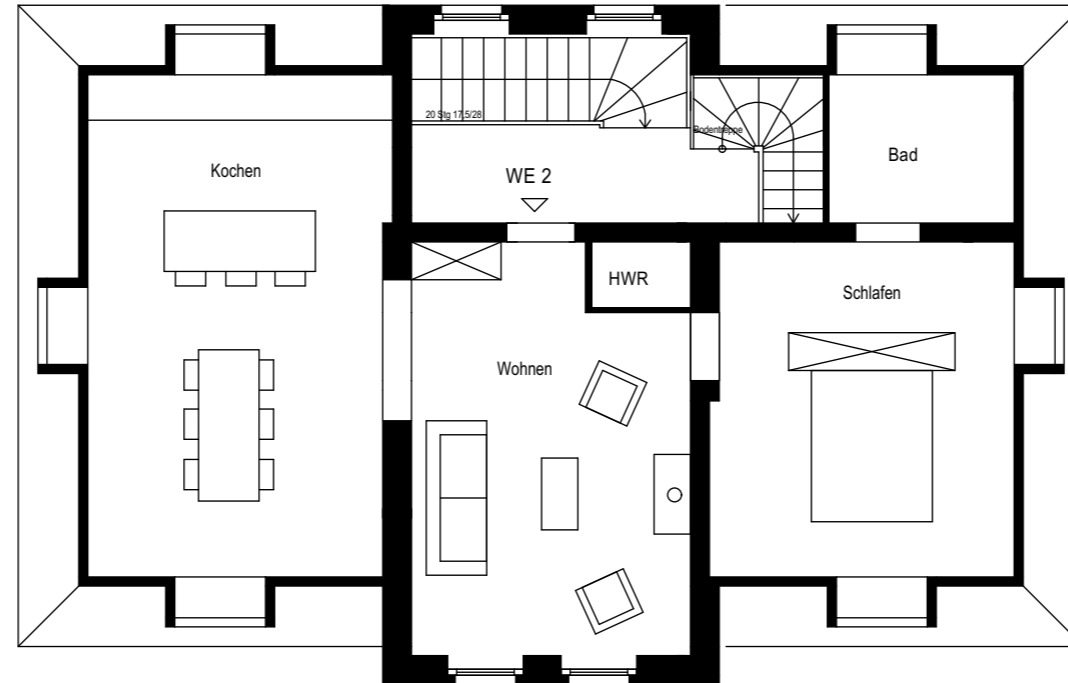 20 Stg 17,5/28
Bodentreppe
Kochen
WE 2
Bad
HWR
Schlafen
Wohnen